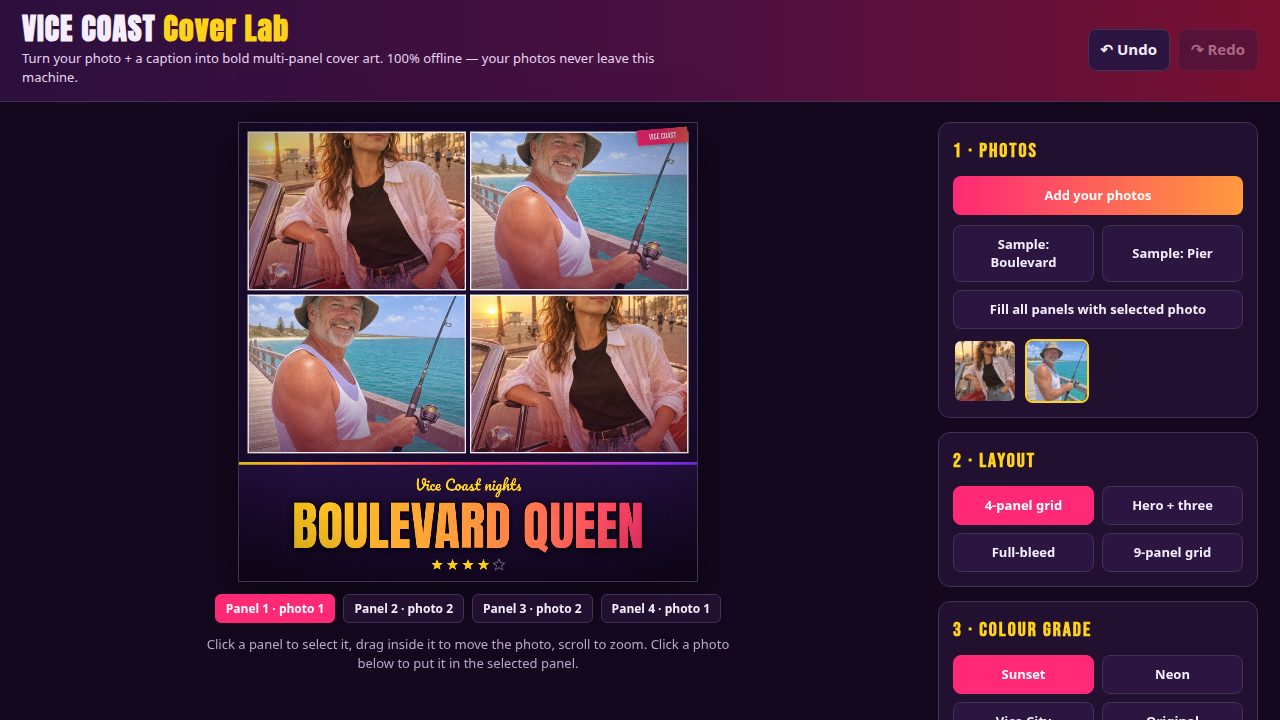 VICE COAST Cover Lab
Turn your photo + a caption into bold multi-panel cover art. 100% offline — your photos never leave this
machine.
↶ Undo
↷ Redo
VICE COAST
Vice Coast nights
BOULEVARD QUEEN
★★★★☆
Panel 1 · photo 1
Panel 2 · photo 2
Panel 3 · photo 2
Panel 4 · photo 1
Click a panel to select it, drag inside it to move the photo, scroll to zoom. Click a photo
below to put it in the selected panel.
1 · PHOTOS
Add your photos
Sample:
Boulevard
Sample: Pier
Fill all panels with selected photo
2 · LAYOUT
4-panel grid
Hero + three
Full-bleed
9-panel grid
3 · COLOUR GRADE
Sunset
Neon
Vice City
Original